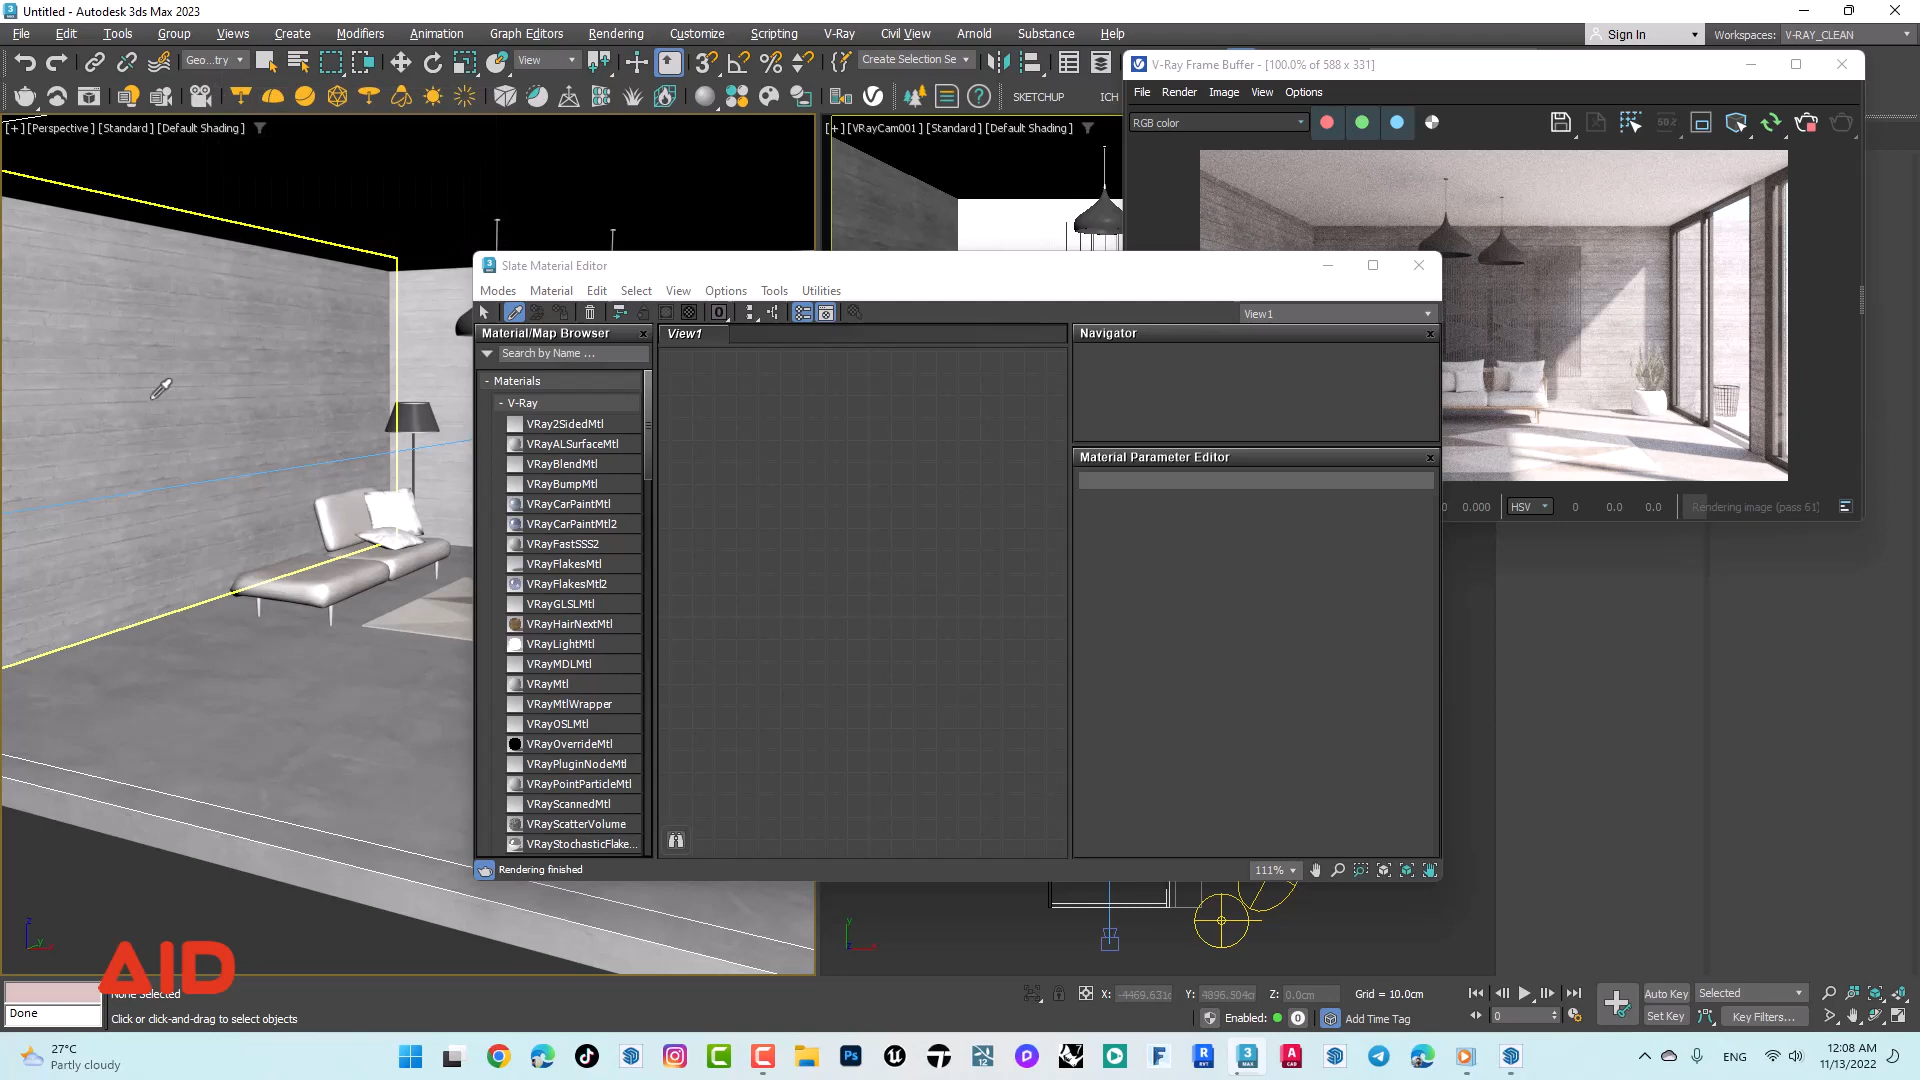 Untitled - Autodesk 3ds Max 2023
File Edit Tools Group Views Create Modifiers Animation Graph Editors Rendering Customize Scripting V-Ray Civil View Arnold Substance Help
Sign In
Workspaces: V-RAY_CLEAN
Geo...try
View
Create Selection Se
SKETCHUP
ICH
[+] [Perspective] [Standard] [Default Shading]
[+] [VRayCam001] [Standard] [Default Shading]
V-Ray Frame Buffer - [100.0% of 588 x 331]
File Render Image View Options
RGB color
50%
0.000 HSV 0 0.0 0.0 Rendering image (pass 61)
Slate Material Editor
Modes Material Edit Select View Options Tools Utilities
View1
Material/Map Browser
Search by Name ...
- Materials
- V-Ray
VRay2SidedMtl
VRayALSurfaceMtl
VRayBlendMtl
VRayBumpMtl
VRayCarPaintMtl
VRayCarPaintMtl2
VRayFastSSS2
VRayFlakesMtl
VRayFlakesMtl2
VRayGLSLMtl
VRayHairNextMtl
VRayLightMtl
VRayMDLMtl
VRayMtl
VRayMtlWrapper
VRayOSLMtl
VRayOverrideMtl
VRayPluginNodeMtl
VRayPointParticleMtl
VRayScannedMtl
VRayScatterVolume
VRayStochasticFlake...
View1
Navigator
Material Parameter Editor
Rendering finished
111%
AID
None Selected
Done
Click or click-and-drag to select objects
X: Y: Z: 0.0cm
Grid = 10.0cm
Enabled: 0
Add Time Tag
0
Auto Key
Selected
Set Key
Key Filters...
27°C
Partly cloudy
ENG
12:08 AM
11/13/2022